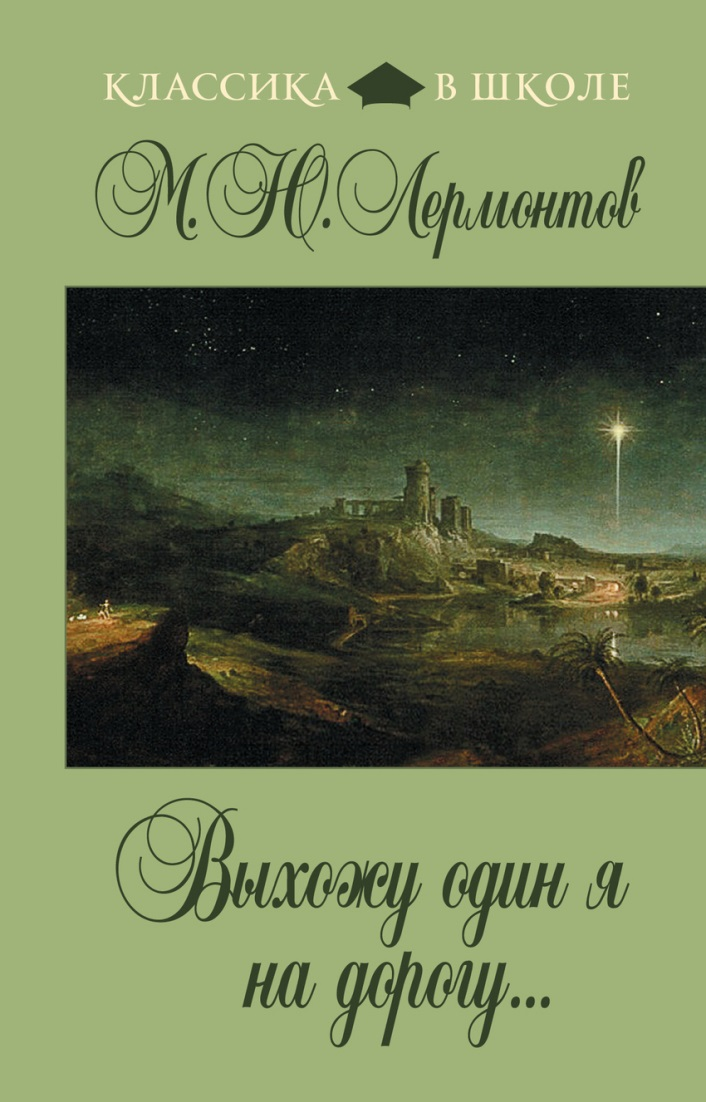 КЛАССИКА В ШКОЛЕ
М.Ю. Лермонтов
Выхожу один я
на дорогу...